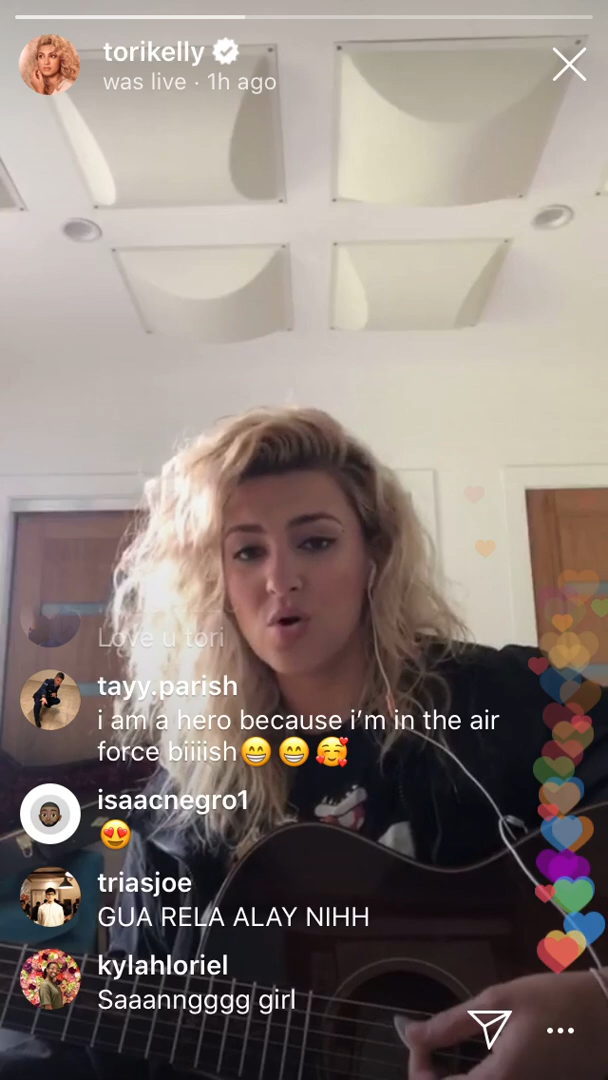 torikelly
was live · 1h ago
Love u tori
tayy.parish
i am a hero because i’m in the air
force biiiish😁 😁 🥰
isaacnegro1
😍
triasjoe
GUA RELA ALAY NIHH
kylahloriel
Saaanngggg girl